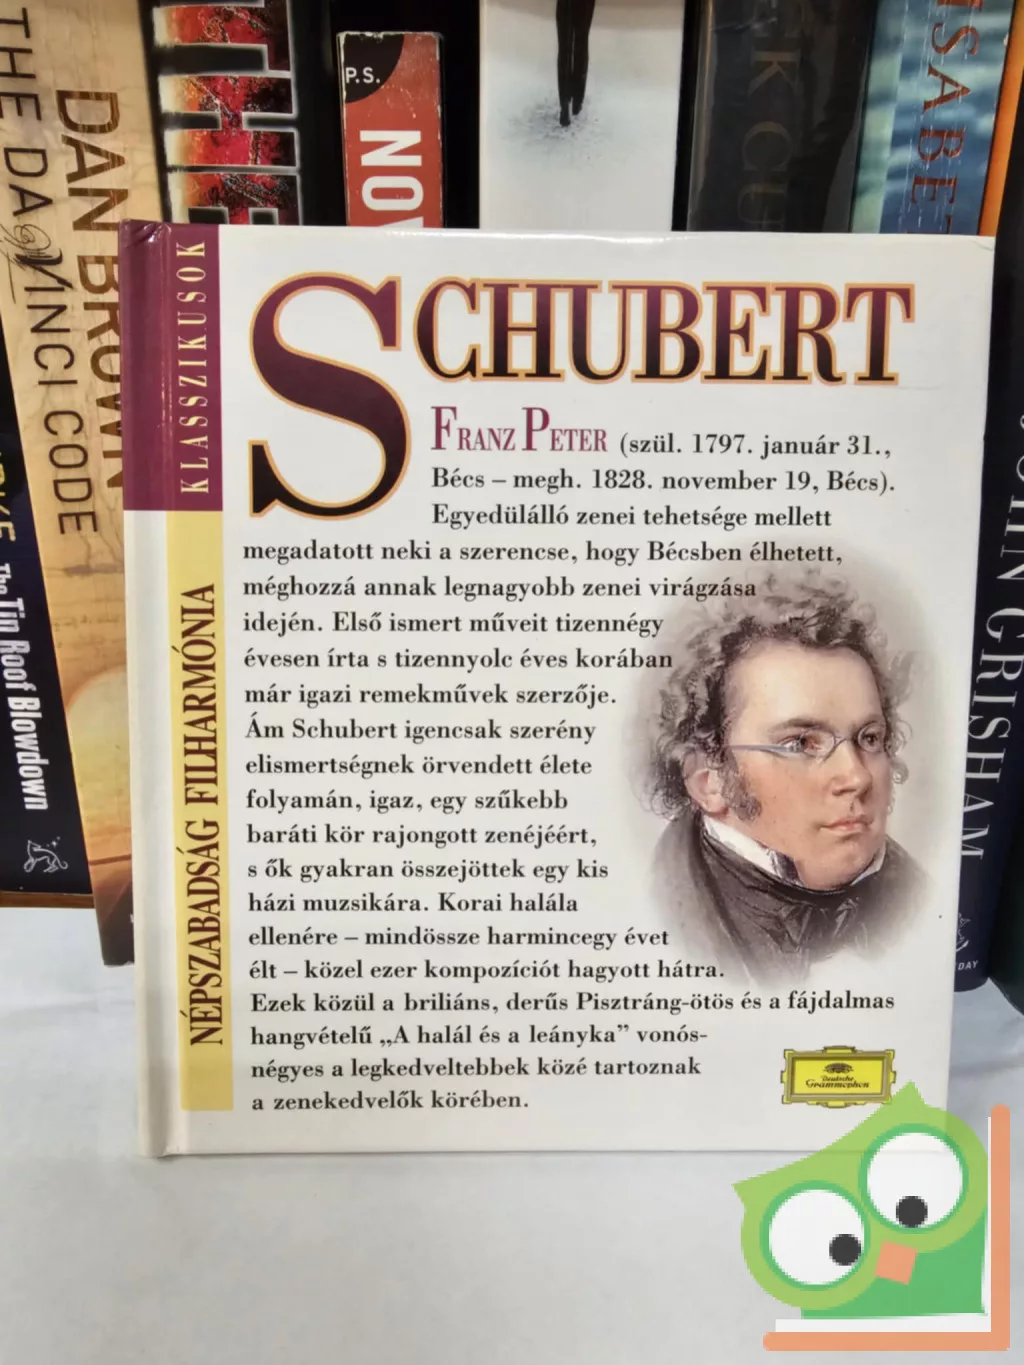 THE DA VINCI CODE
DAN BROWN
The Tin Roof Blowdown
P.S.
NOV
JOHN GRISHAM
DAY
KLASSZIKUSOK
NÉPSZABADSÁG FILHARMÓNIA
SCHUBERT
FRANZ PETER (szül. 1797. január 31.,
Bécs – megh. 1828. november 19, Bécs).
Egyedülálló zenei tehetsége mellett
megadatott neki a szerencse, hogy Bécsben élhetett,
méghozzá annak legnagyobb zenei virágzása
idején. Első ismert műveit tizennégy
évesen írta s tizennyolc éves korában
már igazi remekművek szerzője.
Ám Schubert igencsak szerény
elismertségnek örvendett élete
folyamán, igaz, egy szűkebb
baráti kör rajongott zenéjéért,
s ők gyakran összejöttek egy kis
házi muzsikára. Korai halála
ellenére – mindössze harmincegy évet
élt – közel ezer kompozíciót hagyott hátra.
Ezek közül a briliáns, derűs Pisztráng-ötös és a fájdalmas
hangvételű „A halál és a leányka” vonós-
négyes a legkedveltebbek közé tartoznak
a zenekedvelők körében.
Deutsche
Grammophon